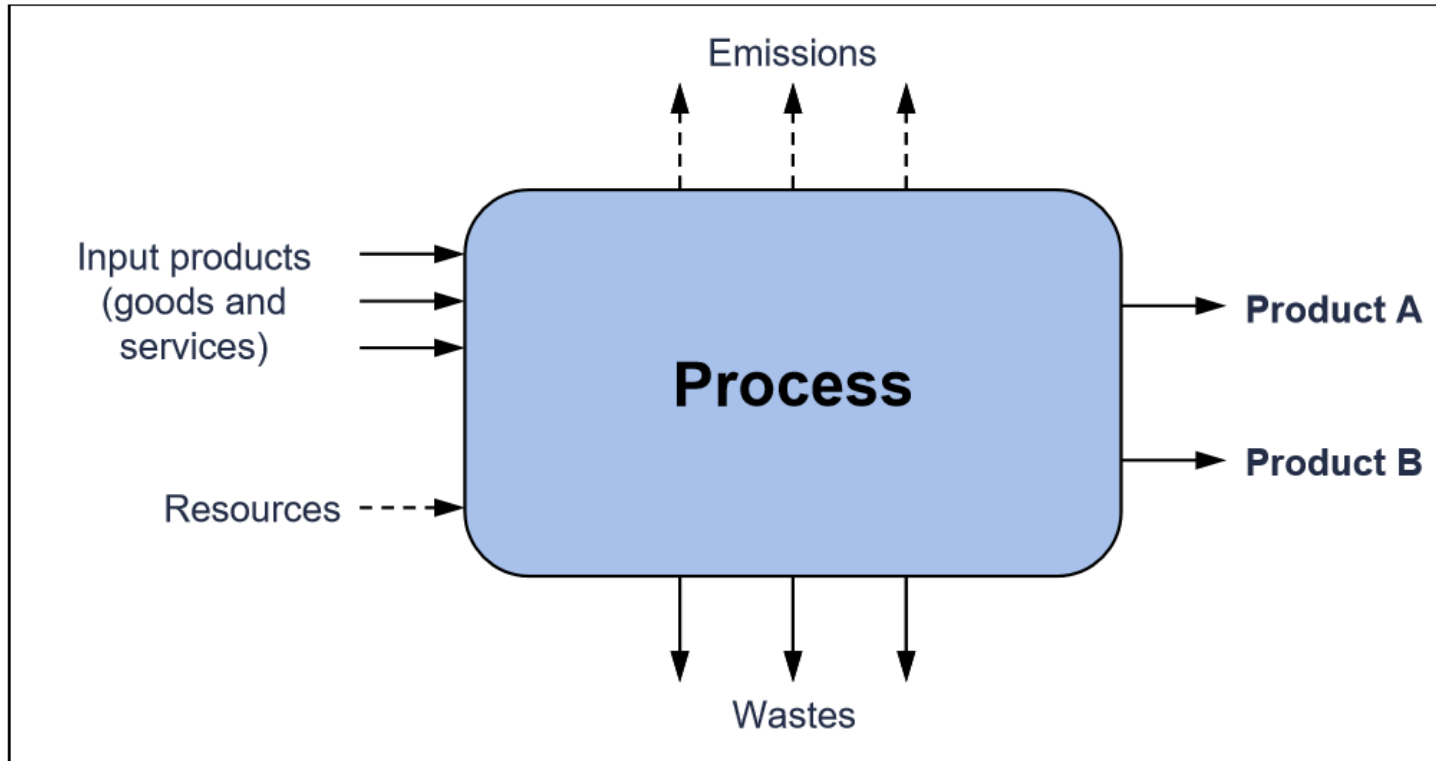 Emissions
Input products
(goods and
services)
Process
Product A
Product B
Resources
Wastes